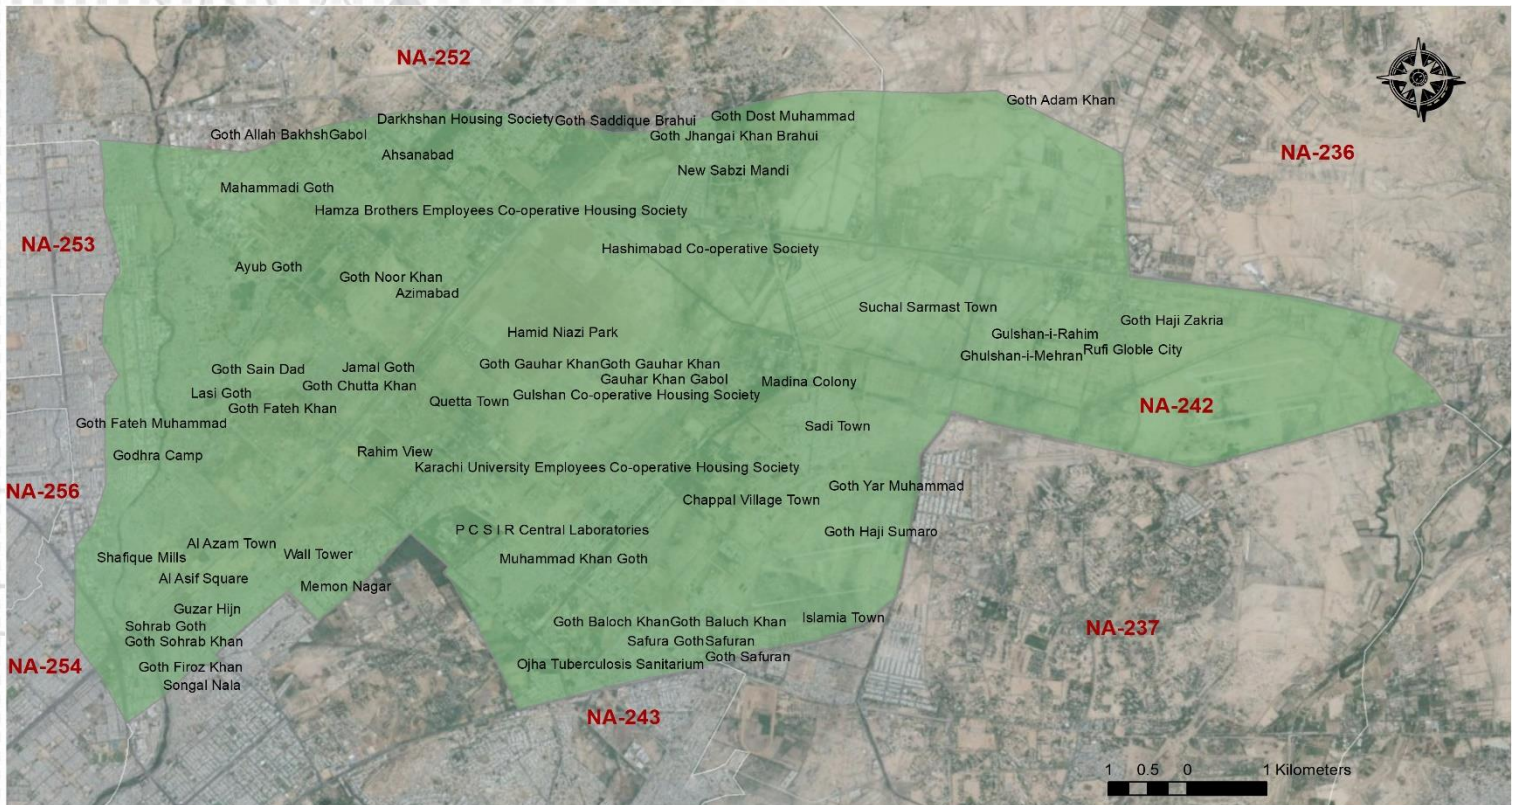 NA-252
Goth Adam Khan
Darkhshan Housing Society
Goth Saddique Brahui
Goth Dost Muhammad
Goth Allah BakhshGabol
Goth Jhangai Khan Brahui
NA-236
Ahsanabad
New Sabzi Mandi
Mahammadi Goth
Hamza Brothers Employees Co-operative Housing Society
NA-253
Hashimabad Co-operative Society
Ayub Goth
Goth Noor Khan
Azimabad
Suchal Sarmast Town
Goth Haji Zakria
Hamid Niazi Park
Gulshan-i-Rahim
Ghulshan-i-Mehran
Rufi Globle City
Goth Sain Dad
Jamal Goth
Goth Gauhar Khan
Goth Gauhar Khan
Gauhar Khan Gabol
Madina Colony
Goth Chutta Khan
Lasi Goth
Quetta Town
Gulshan Co-operative Housing Society
NA-242
Goth Fateh Khan
Goth Fateh Muhammad
Sadi Town
Godhra Camp
Rahim View
Karachi University Employees Co-operative Housing Society
NA-256
Goth Yar Muhammad
Chappal Village Town
P C S I R Central Laboratories
Goth Haji Sumaro
Al Azam Town
Shafique Mills
Wall Tower
Muhammad Khan Goth
Al Asif Square
Memon Nagar
Guzar Hijn
Sohrab Goth
Goth Baloch Khan
Goth Baluch Khan
Islamia Town
NA-237
Goth Sohrab Khan
Safura Goth
Safuran
Goth Safuran
NA-254
Goth Firoz Khan
Ojha Tuberculosis Sanitarium
Songal Nala
NA-243
1 0.5 0 1 Kilometers